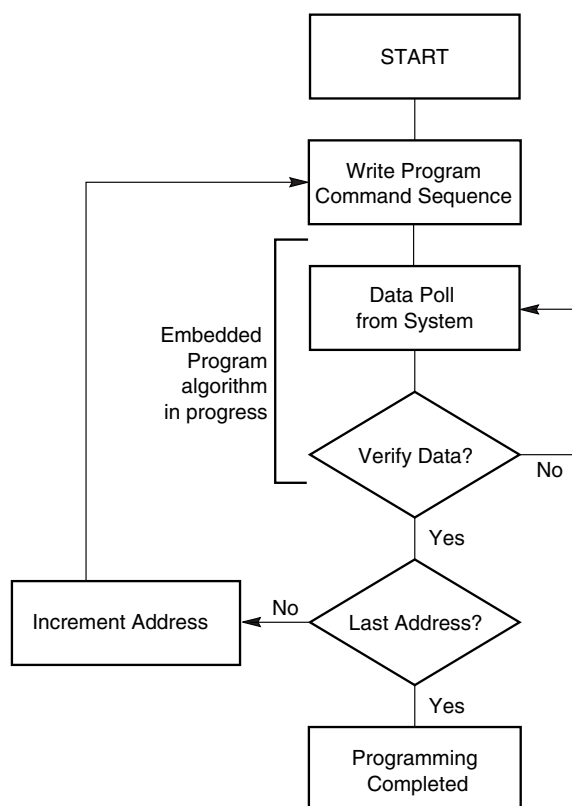 START
Write Program
Command Sequence
Data Poll
from System
Embedded
Program
algorithm
in progress
Verify Data?
No
Yes
Increment Address
No
Last Address?
Yes
Programming
Completed